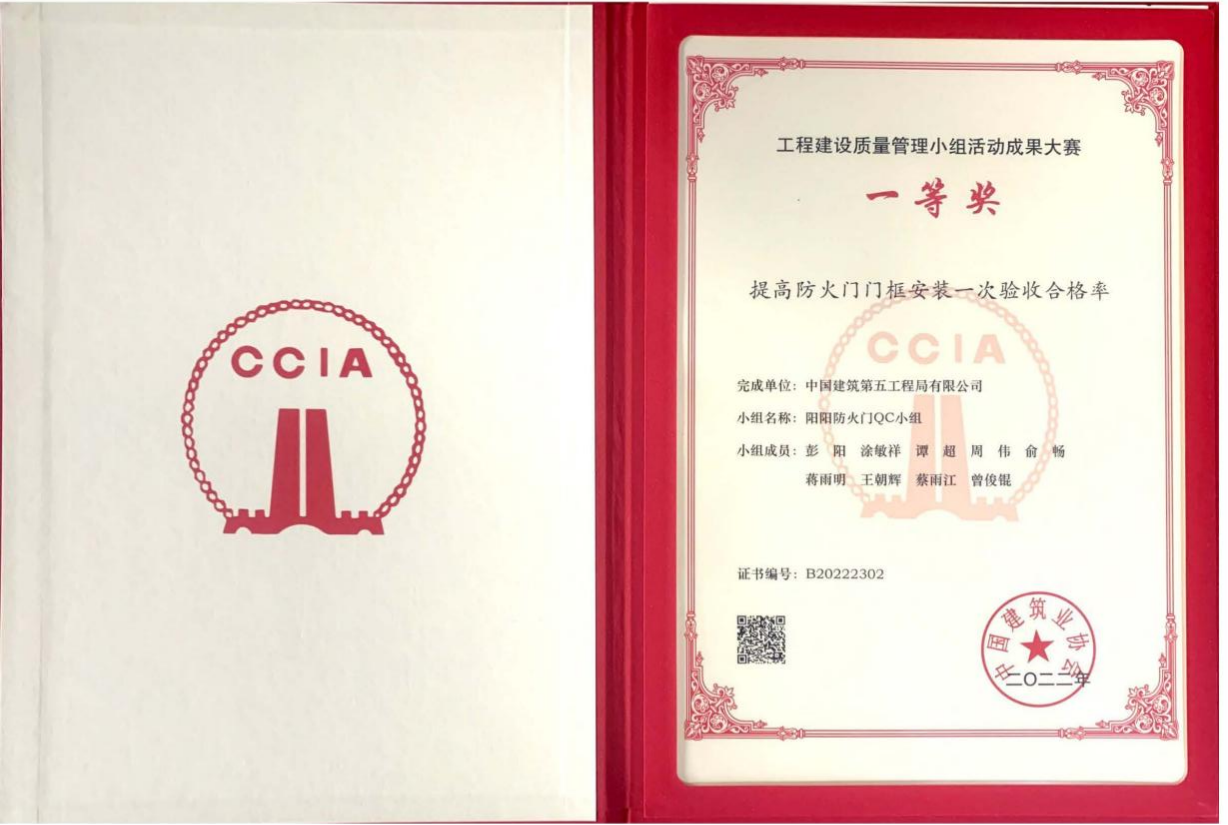 CCIA
工程建设质量管理小组活动成果大赛
一等奖
提高防火门门框安装一次验收合格率
CCIA
完成单位：中国建筑第五工程局有限公司
小组名称：阳阳防火门QC小组
小组成员：彭 阳 涂敏祥 谭 超 周 伟 俞 畅
蒋雨明 王朝辉 蔡雨江 曾俊锟
证书编号：B20222302
中国建筑业协会
二〇二二年